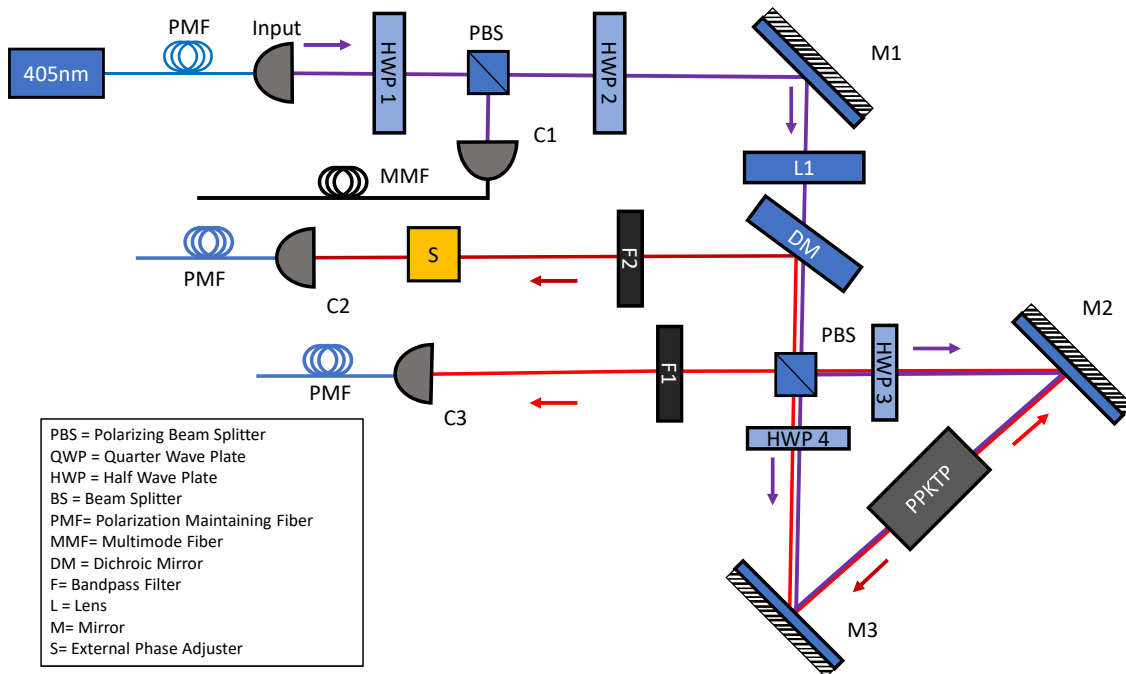 PMF
Input
405nm
HWP 1
PBS
HWP 2
M1
C1
MMF
L1
DM
PMF
C2
S
F2
M2
PBS
HWP 3
PMF
C3
F1
HWP 4
PPKTP
M3
PBS = Polarizing Beam Splitter
QWP = Quarter Wave Plate
HWP = Half Wave Plate
BS = Beam Splitter
PMF= Polarization Maintaining Fiber
MMF= Multimode Fiber
DM = Dichroic Mirror
F= Bandpass Filter
L = Lens
M= Mirror
S= External Phase Adjuster